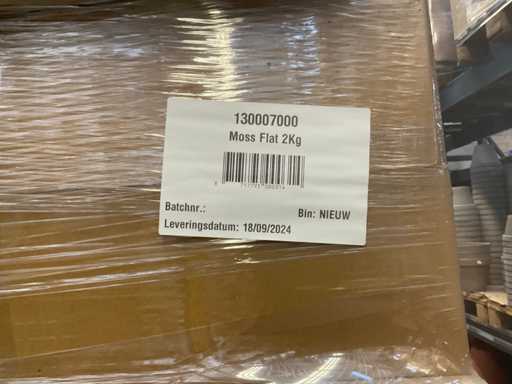 130007000
Moss Flat 2Kg
Batchnr.:
Bin: NIEUW
Leveringsdatum: 18/09/2024